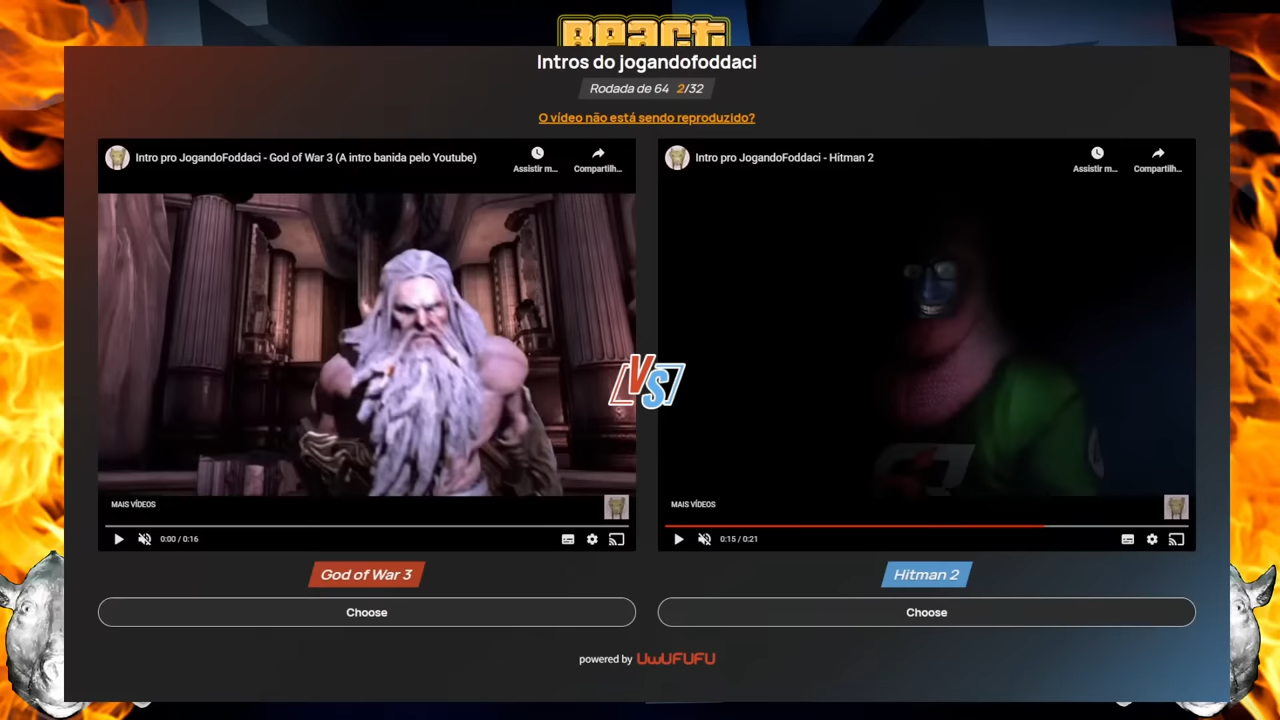 React
Intros do jogandofoddaci
Rodada de 64 2/32
O vídeo não está sendo reproduzido?
Intro pro JogandoFoddaci - God of War 3 (A intro banida pelo Youtube)
Assistir m...
Compartilh...
MAIS VÍDEOS
0:00 / 0:16
God of War 3
Choose
VS
Intro pro JogandoFoddaci - Hitman 2
Assistir m...
Compartilh...
MAIS VÍDEOS
0:15 / 0:21
Hitman 2
Choose
powered by UwUFUFU